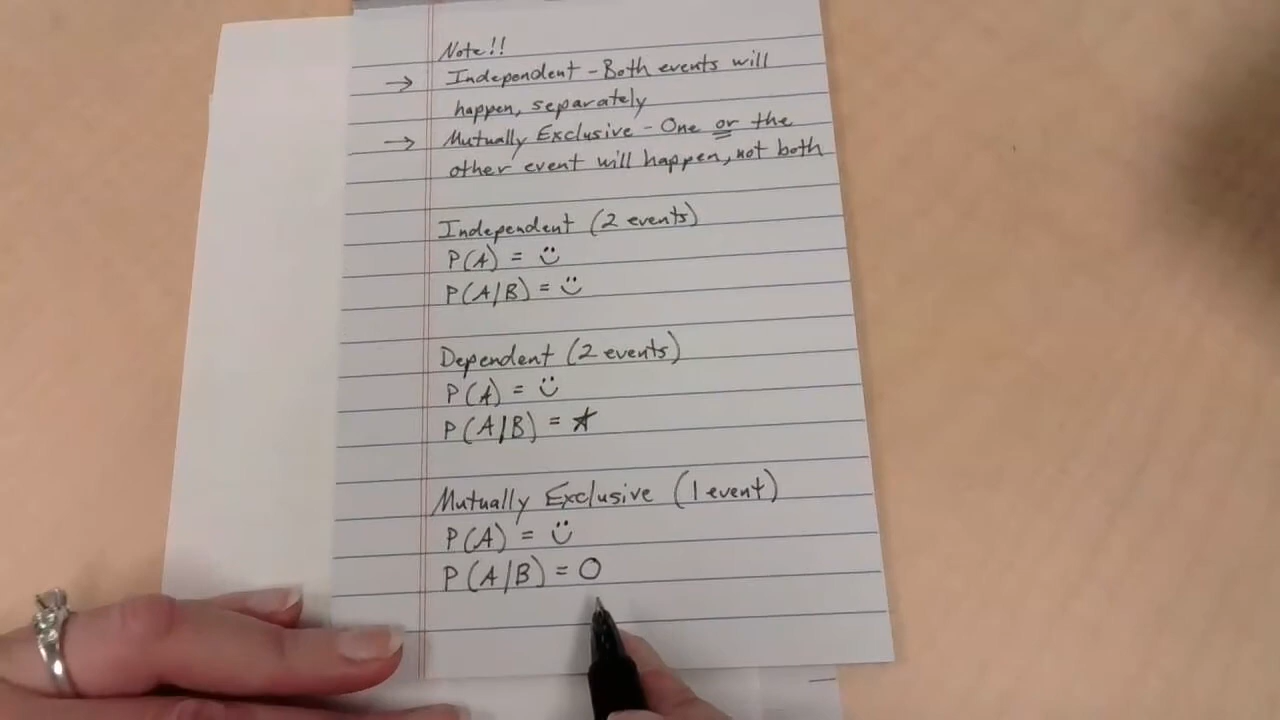 Note!!
→ Independent - Both events will
happen, separately
→ Mutually Exclusive - One or the
other event will happen, not both
Independent (2 events)
P(A) = ☺
P(A/B) = ☺
Dependent (2 events)
P(A) = ☺
P(A/B) = ★
Mutually Exclusive (1 event)
P(A) = ☺
P(A/B) = 0